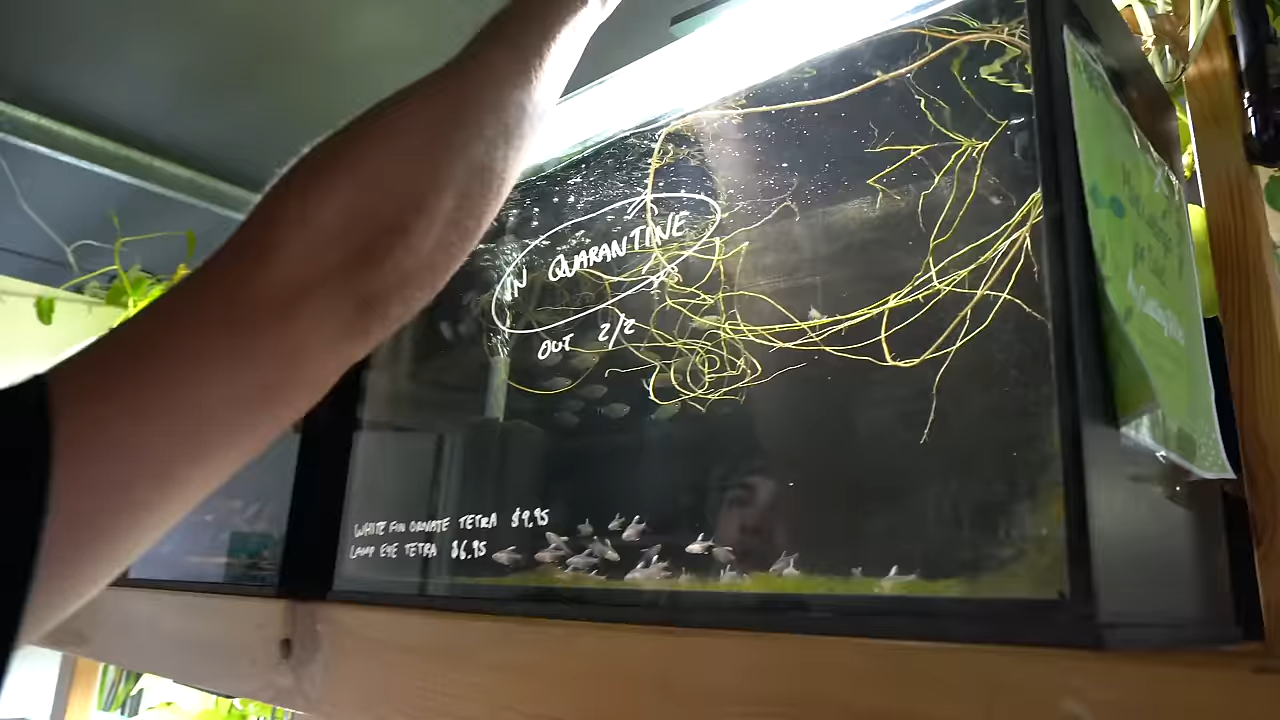 IN QUARANTINE
OUT 2/2
WHITE FIN ORNATE TETRA $9.95
LAMP EYE TETRA $6.95